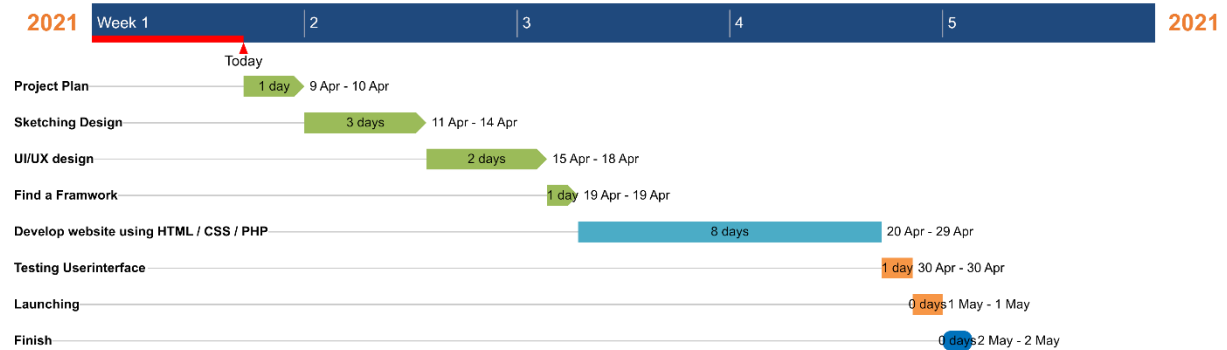 2021 Week 1 2 3 4 5 2021
Today
Project Plan 1 day 9 Apr - 10 Apr
Sketching Design 3 days 11 Apr - 14 Apr
UI/UX design 2 days 15 Apr - 18 Apr
Find a Framwork 1 day 19 Apr - 19 Apr
Develop website using HTML / CSS / PHP 8 days 20 Apr - 29 Apr
Testing Userinterface 1 day 30 Apr - 30 Apr
Launching 0 days 1 May - 1 May
Finish 0 days 2 May - 2 May